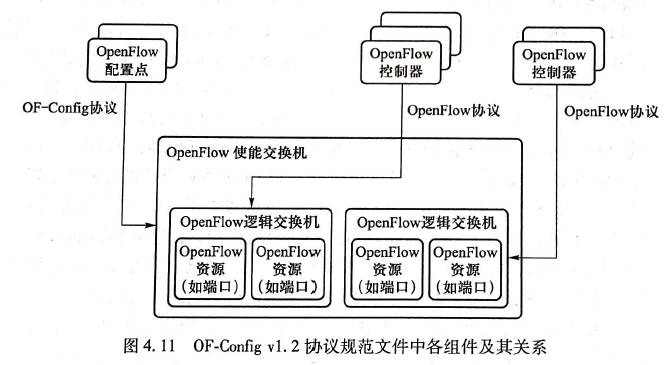 OpenFlow
配置点
OpenFlow
控制器
OpenFlow
控制器
OF-Config协议
OpenFlow协议
OpenFlow协议
OpenFlow 使能交换机
OpenFlow逻辑交换机
OpenFlow逻辑交换机
OpenFlow
资源
(如端口)
OpenFlow
资源
(如端口)
OpenFlow
资源
(如端口)
OpenFlow
资源
(如端口)
图 4.11 OF-Config v1.2 协议规范文件中各组件及其关系